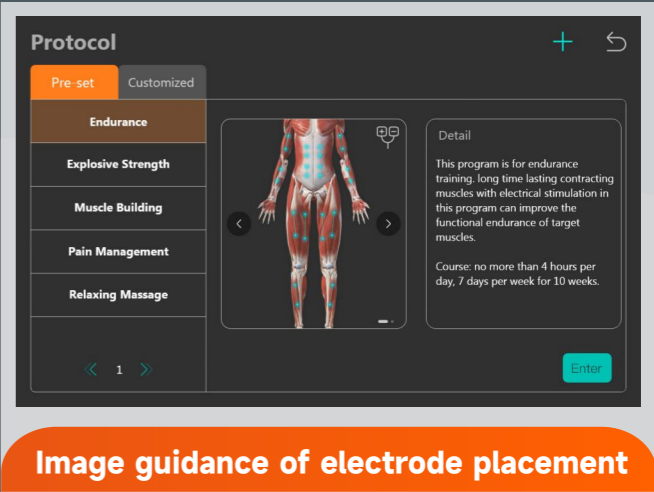 Protocol
Pre-set
Customized
Endurance
Explosive Strength
Muscle Building
Pain Management
Relaxing Massage
1
Detail
This program is for endurance
training. long time lasting contracting
muscles with electrical stimulation in
this program can improve the
functional endurance of target
muscles.
Course: no more than 4 hours per
day, 7 days per week for 10 weeks.
Enter
Image guidance of electrode placement